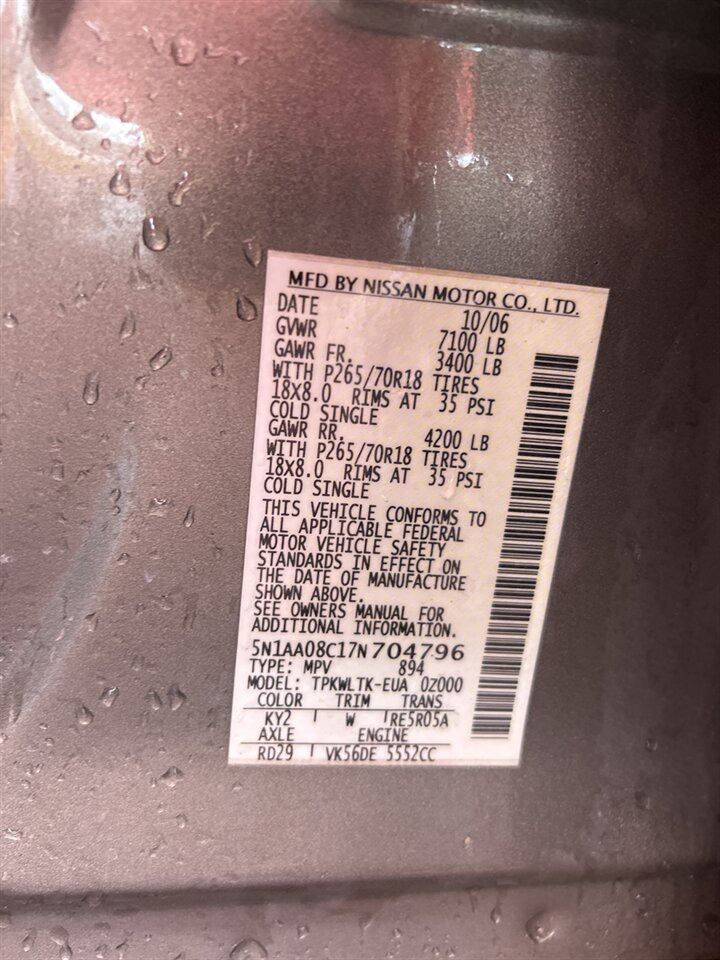 MFD BY NISSAN MOTOR CO., LTD.
DATE 10/06
GVWR 7100 LB
GAWR FR. 3400 LB
WITH P265/70R18 TIRES
18X8.0 RIMS AT 35 PSI
COLD SINGLE
GAWR RR. 4200 LB
WITH P265/70R18 TIRES
18X8.0 RIMS AT 35 PSI
COLD SINGLE
THIS VEHICLE CONFORMS TO
ALL APPLICABLE FEDERAL
MOTOR VEHICLE SAFETY
STANDARDS IN EFFECT ON
THE DATE OF MANUFACTURE
SHOWN ABOVE.
SEE OWNERS MANUAL FOR
ADDITIONAL INFORMATION.
5N1AA08C17N704796
TYPE: MPV 894
MODEL: TPKWLTK-EUA 0Z000
COLOR TRIM TRANS
KY2 W RE5R05A
AXLE ENGINE
RD29 VK56DE 5552CC